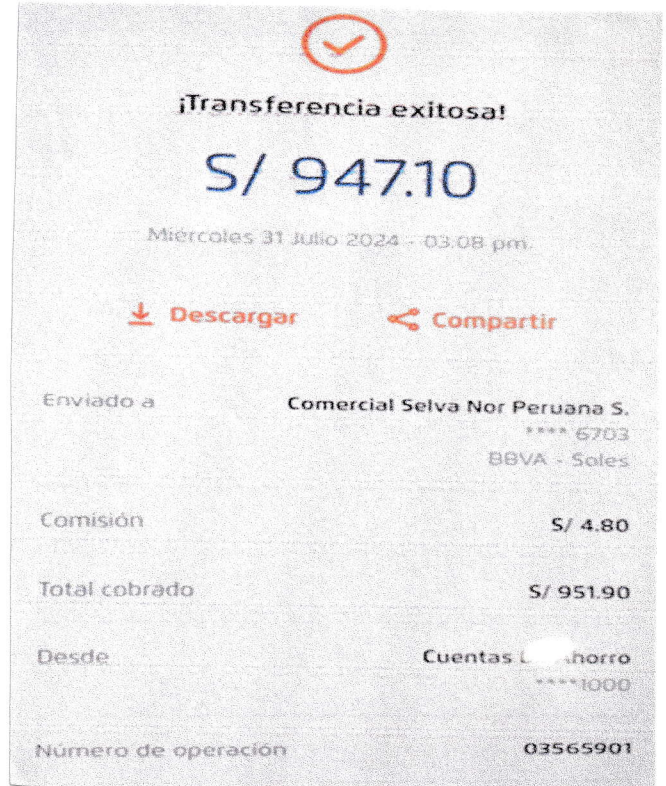 ¡Transferencia exitosa!
S/ 947.10
Miércoles 31 Julio 2024 - 03:08 pm.
Descargar Compartir
Enviado a Comercial Selva Nor Peruana S.
**** 6703
BBVA - Soles
Comisión S/ 4.80
Total cobrado S/ 951.90
Desde Cuentas
****1000
Número de operación 03565901